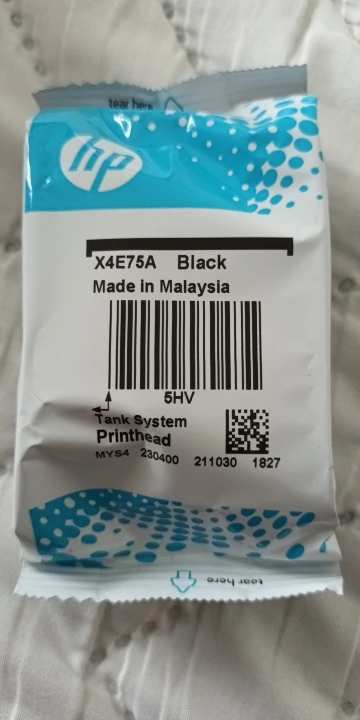 tear here
hp
X4E75A Black
Made in Malaysia
5HV
Tank System
Printhead
MYS4 230400 211030 1827
tear here